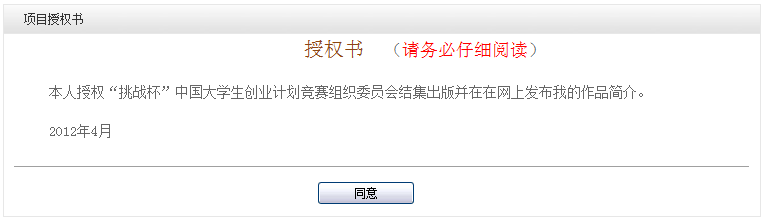 项目授权书
授权书 （请务必仔细阅读）
本人授权“挑战杯”中国大学生创业计划竞赛组织委员会结集出版并在在网上发布我的作品简介。
2012年4月
同意